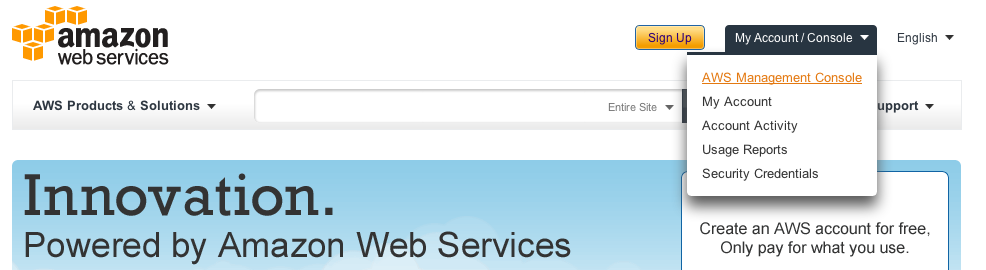 amazon
web services
Sign Up
My Account / Console
English
AWS Management Console
My Account
Account Activity
Usage Reports
Security Credentials
AWS Products & Solutions
Entire Site
upport
Innovation.
Powered by Amazon Web Services
Create an AWS account for free,
Only pay for what you use.